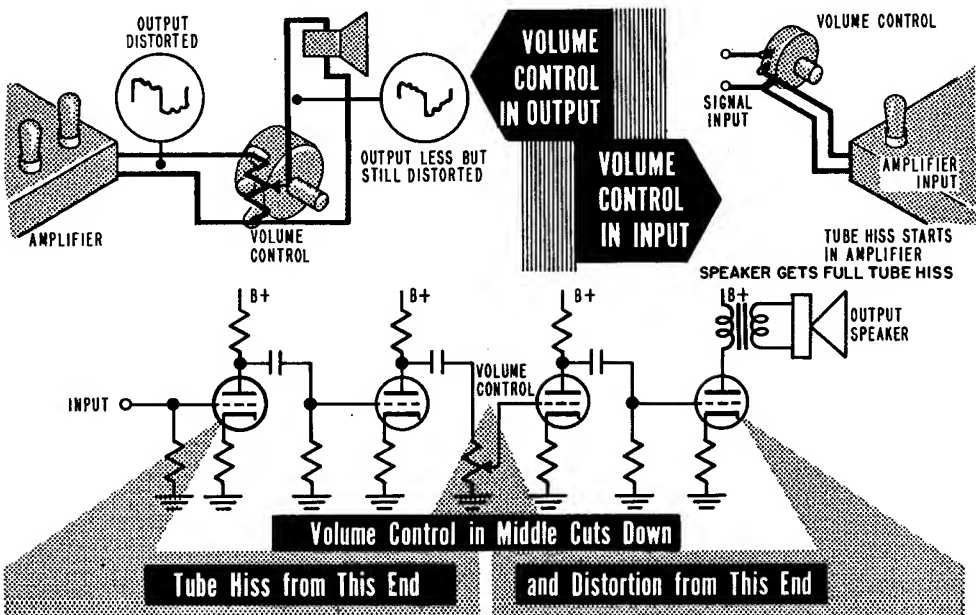 OUTPUT
DISTORTED
AMPLIFIER
VOLUME
CONTROL
OUTPUT LESS BUT
STILL DISTORTED
VOLUME
CONTROL
IN OUTPUT
VOLUME
CONTROL
IN INPUT
VOLUME CONTROL
SIGNAL
INPUT
AMPLIFIER
INPUT
TUBE HISS STARTS
IN AMPLIFIER
SPEAKER GETS FULL TUBE HISS
B+
B+
B+
B+
OUTPUT
SPEAKER
INPUT
VOLUME
CONTROL
Volume Control in Middle Cuts Down
Tube Hiss from This End
and Distortion from This End